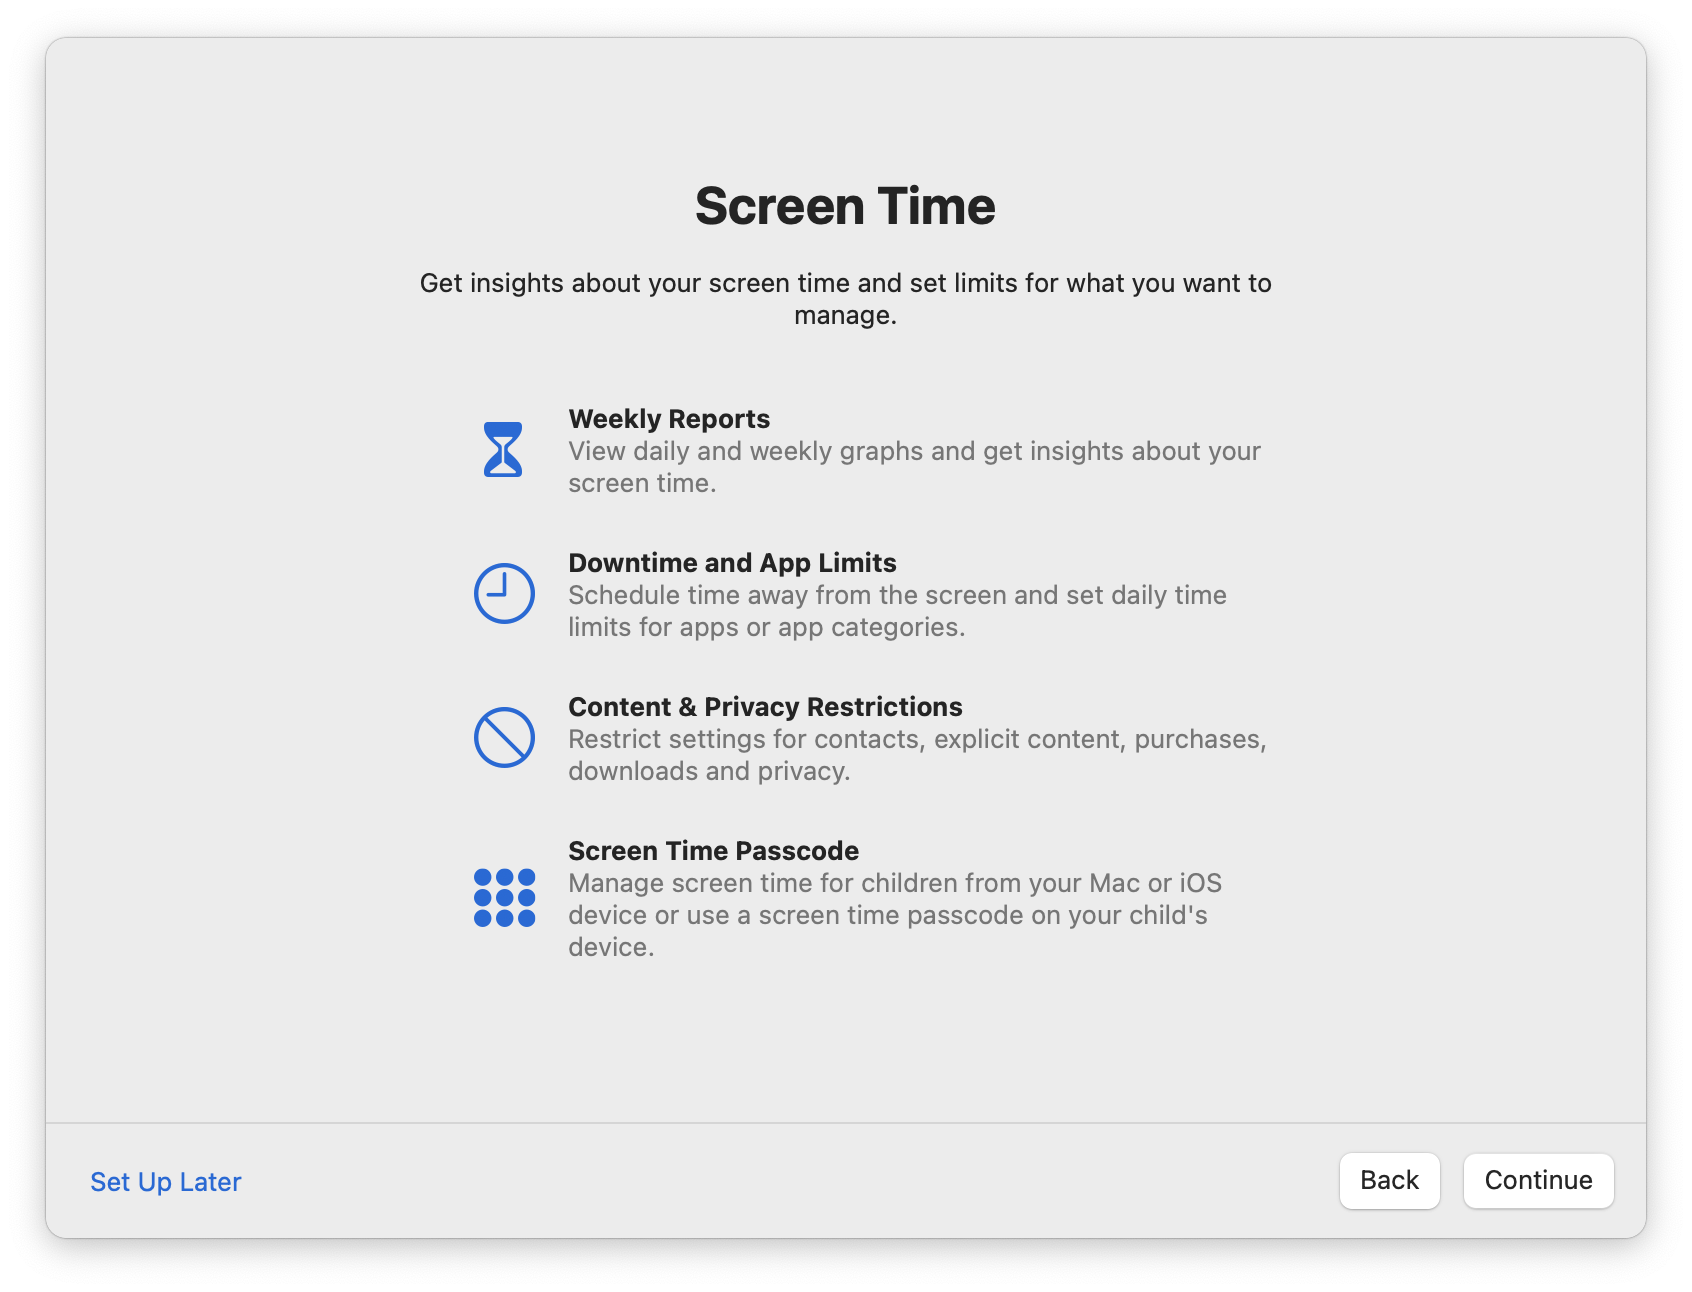 Screen Time
Get insights about your screen time and set limits for what you want to
manage.
Weekly Reports
View daily and weekly graphs and get insights about your
screen time.
Downtime and App Limits
Schedule time away from the screen and set daily time
limits for apps or app categories.
Content & Privacy Restrictions
Restrict settings for contacts, explicit content, purchases,
downloads and privacy.
Screen Time Passcode
Manage screen time for children from your Mac or iOS
device or use a screen time passcode on your child's
device.
Set Up Later
Back
Continue